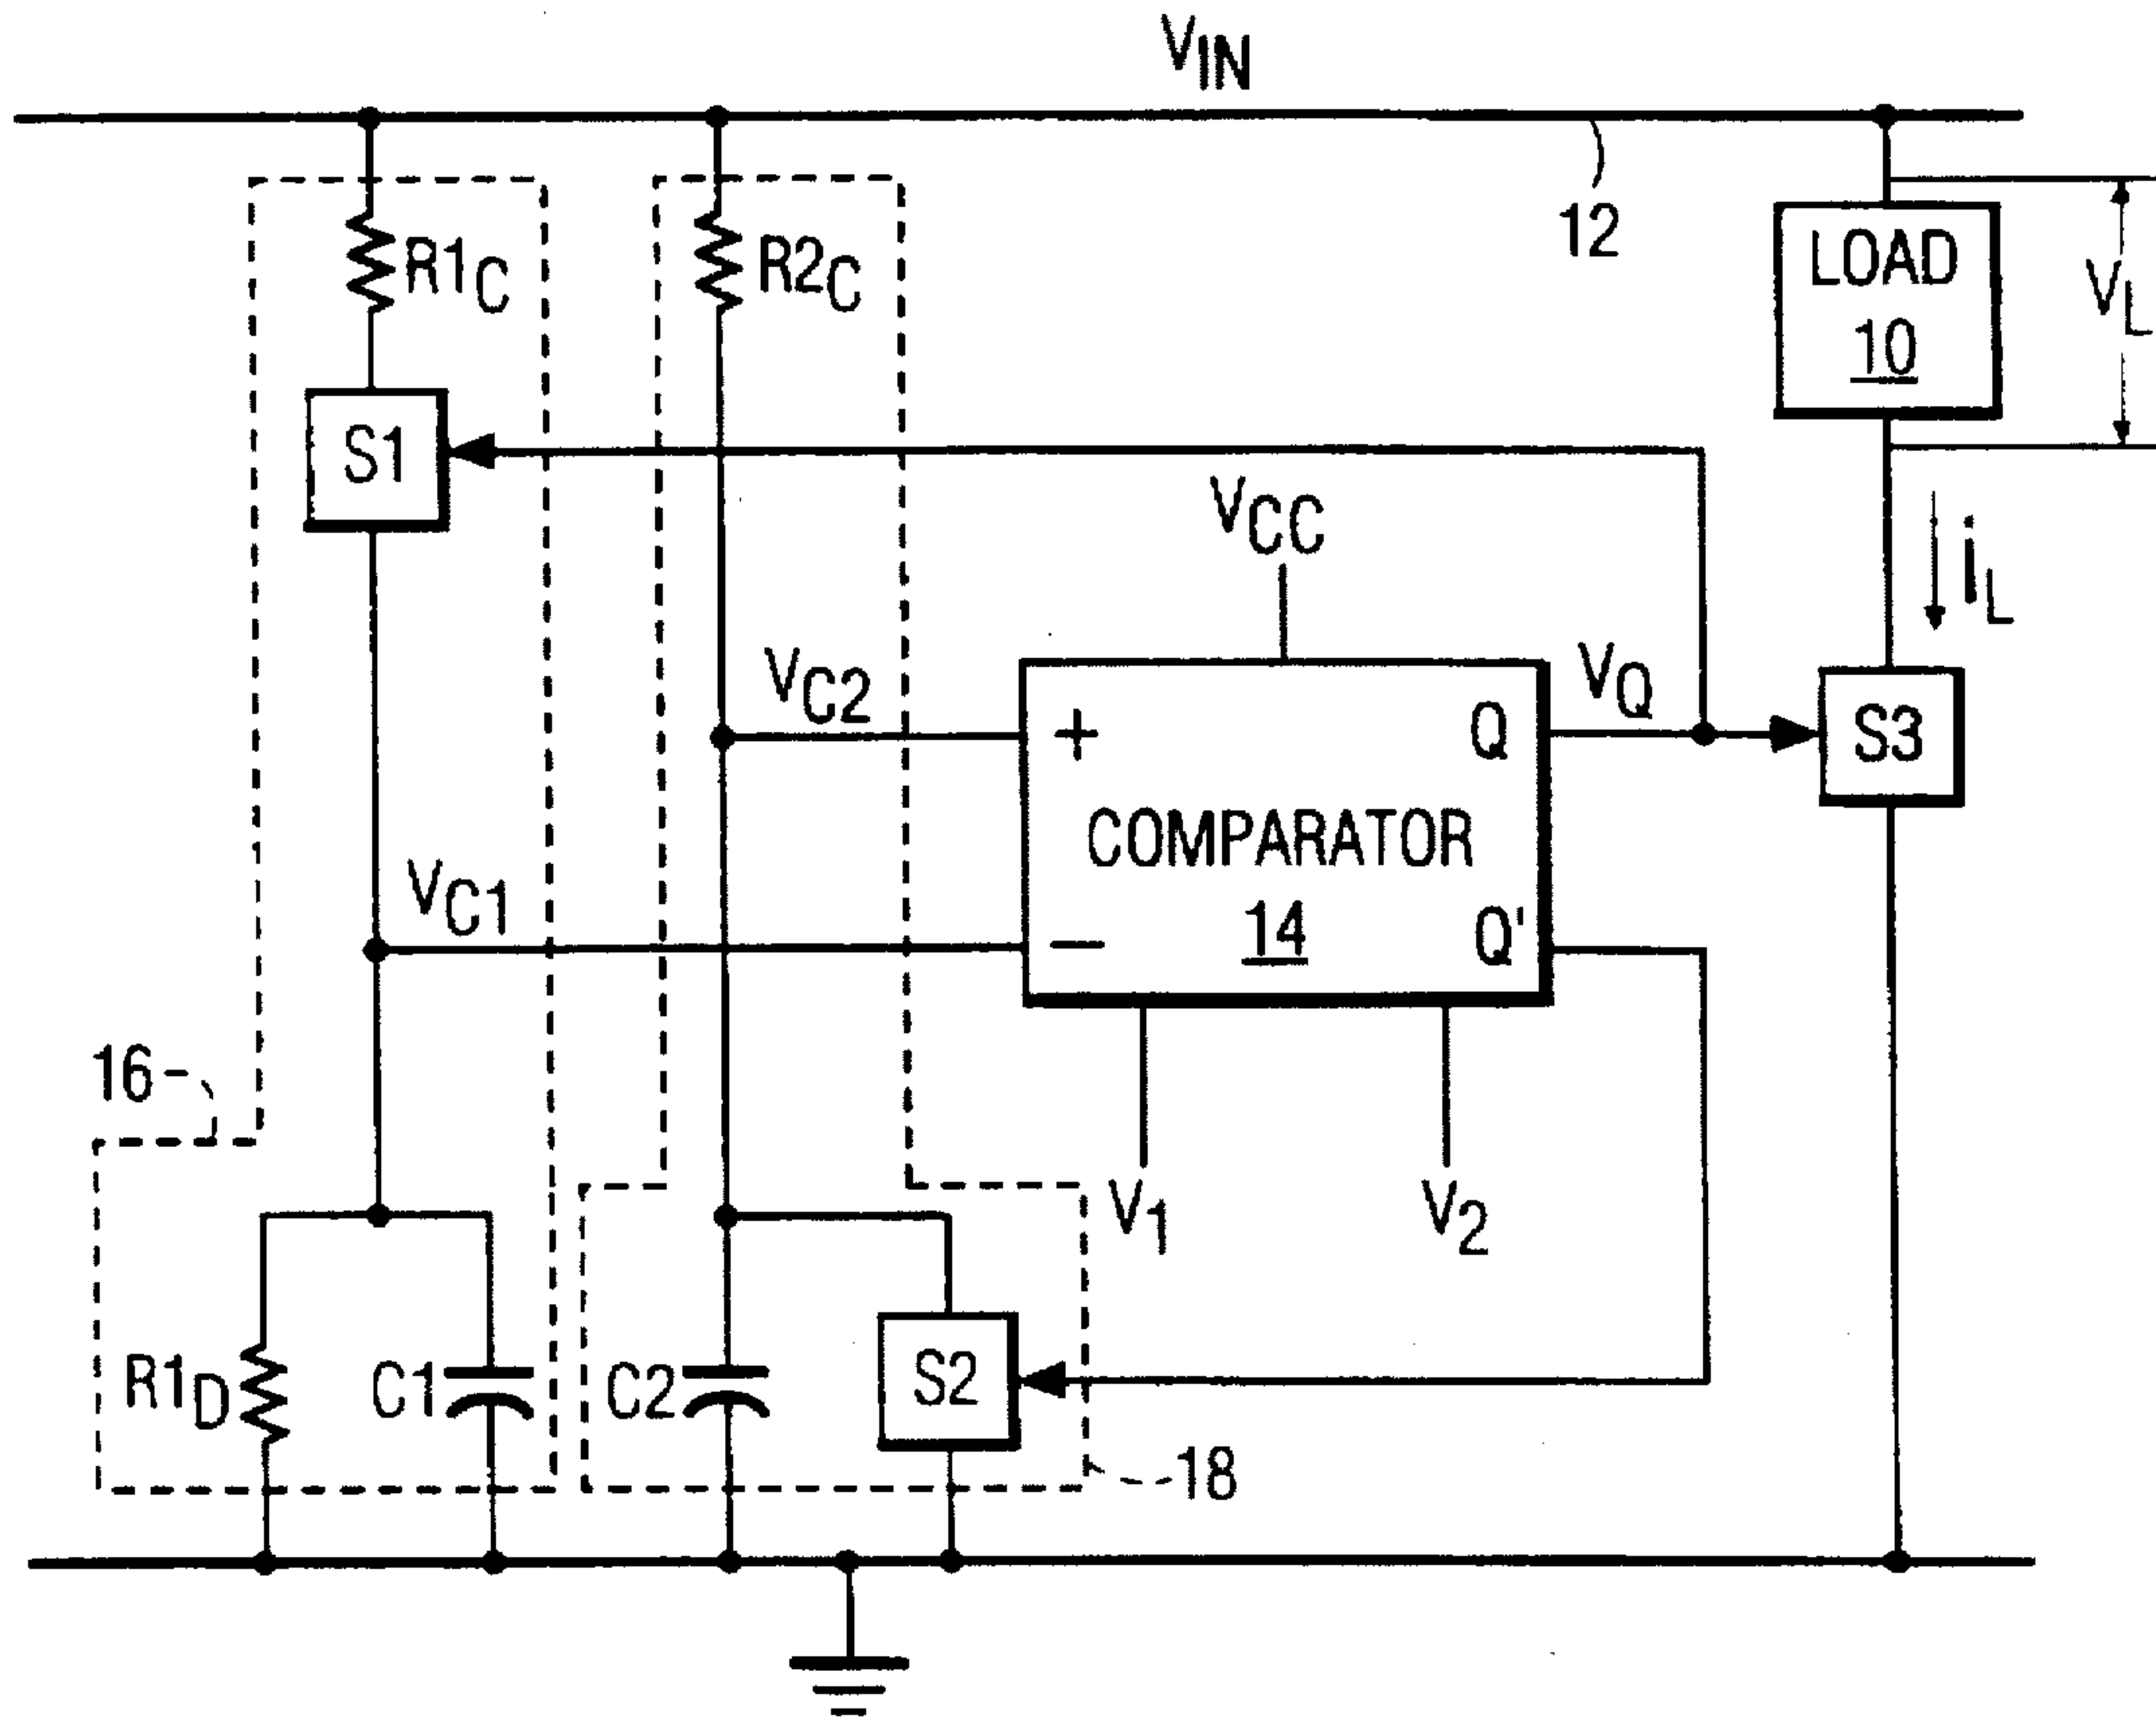 VIN
12
R1C
R2C
LOAD
10
VL
S1
VCC
iL
VC2
+
Q
VQ
S3
COMPARATOR
14
VC1
−
Q'
16
V1
V2
R1D
C1
C2
S2
18